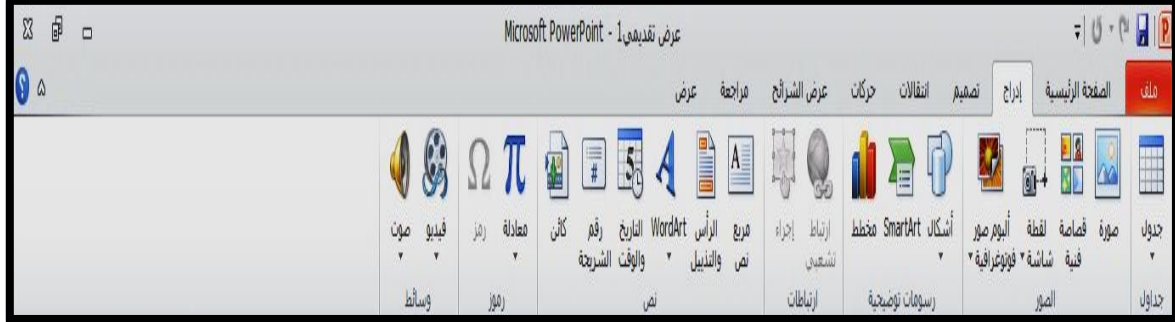 عرض تقديمي1 - Microsoft PowerPoint
ملف الصفحة الرئيسية إدراج تصميم انتقالات حركات عرض الشرائح مراجعة عرض
جدول صورة قصاصة فنية لقطة شاشة ألبوم صور فوتوغرافية أشكال SmartArt مخطط ارتباط تشعبي إجراء مربع نص الرأس والتذييل WordArt التاريخ والوقت رقم الشريحة كائن معادلة رمز فيديو صوت
جداول الصور رسومات توضيحية ارتباطات نص رموز وسائط